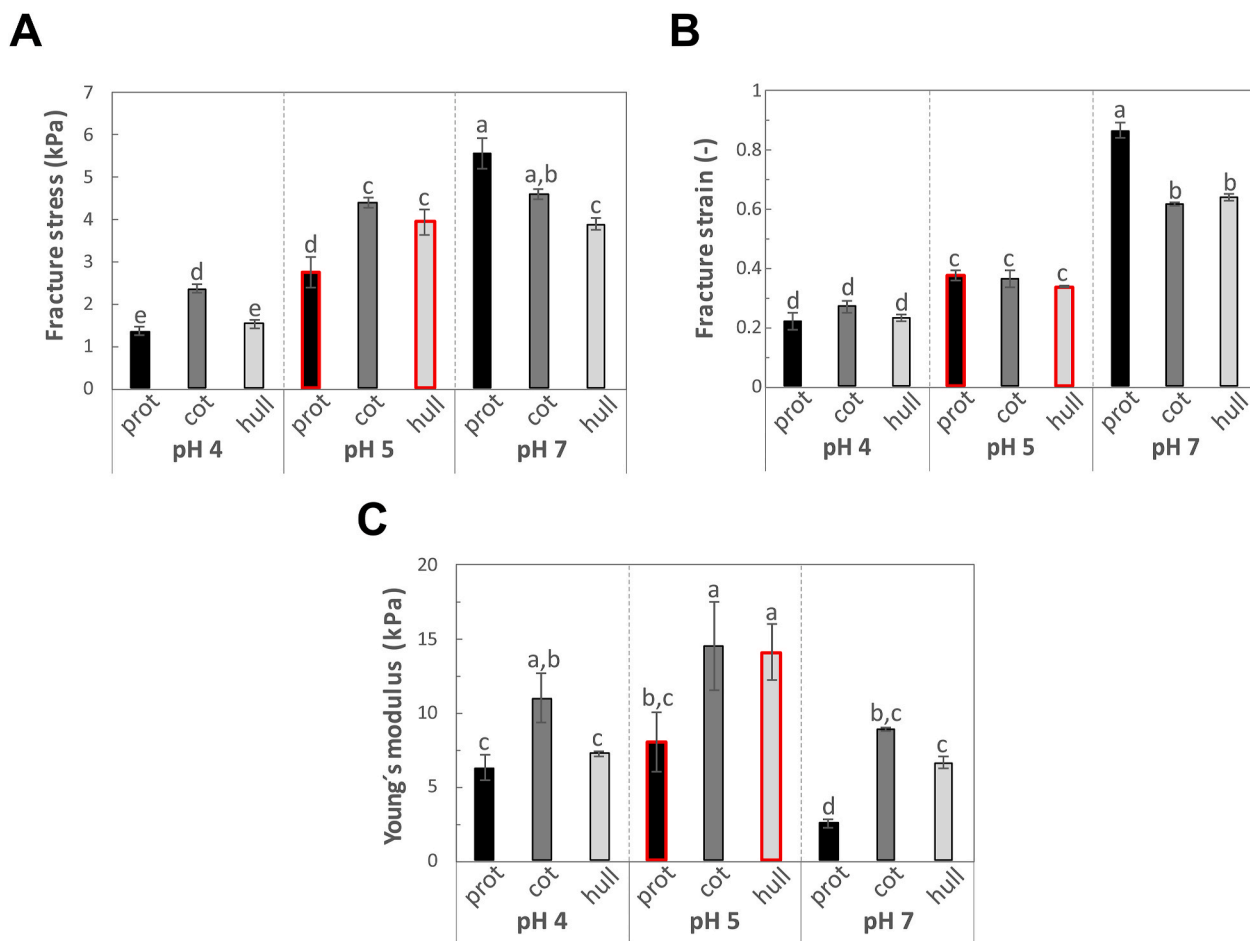 A
Fracture stress (kPa)
7
6
5
4
3
2
1
0
e
d
e
d
c
c
a
a,b
c
prot
cot
hull
prot
cot
hull
prot
cot
hull
pH 4
pH 5
pH 7
B
Fracture strain (-)
1
0.8
0.6
0.4
0.2
0
d
d
d
c
c
c
a
b
b
prot
cot
hull
prot
cot
hull
prot
cot
hull
pH 4
pH 5
pH 7
C
Young´s modulus (kPa)
20
15
10
5
0
c
a,b
c
b,c
a
a
d
b,c
c
prot
cot
hull
prot
cot
hull
prot
cot
hull
pH 4
pH 5
pH 7